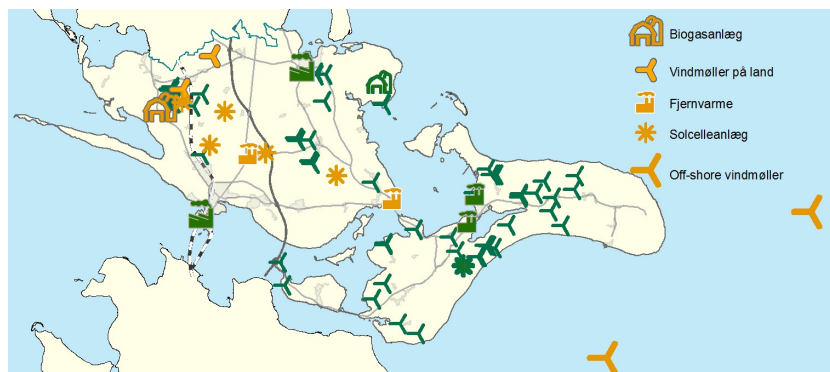 Biogasanlæg
Vindmøller på land
Fjernvarme
Solcelleanlæg
Off-shore vindmøller